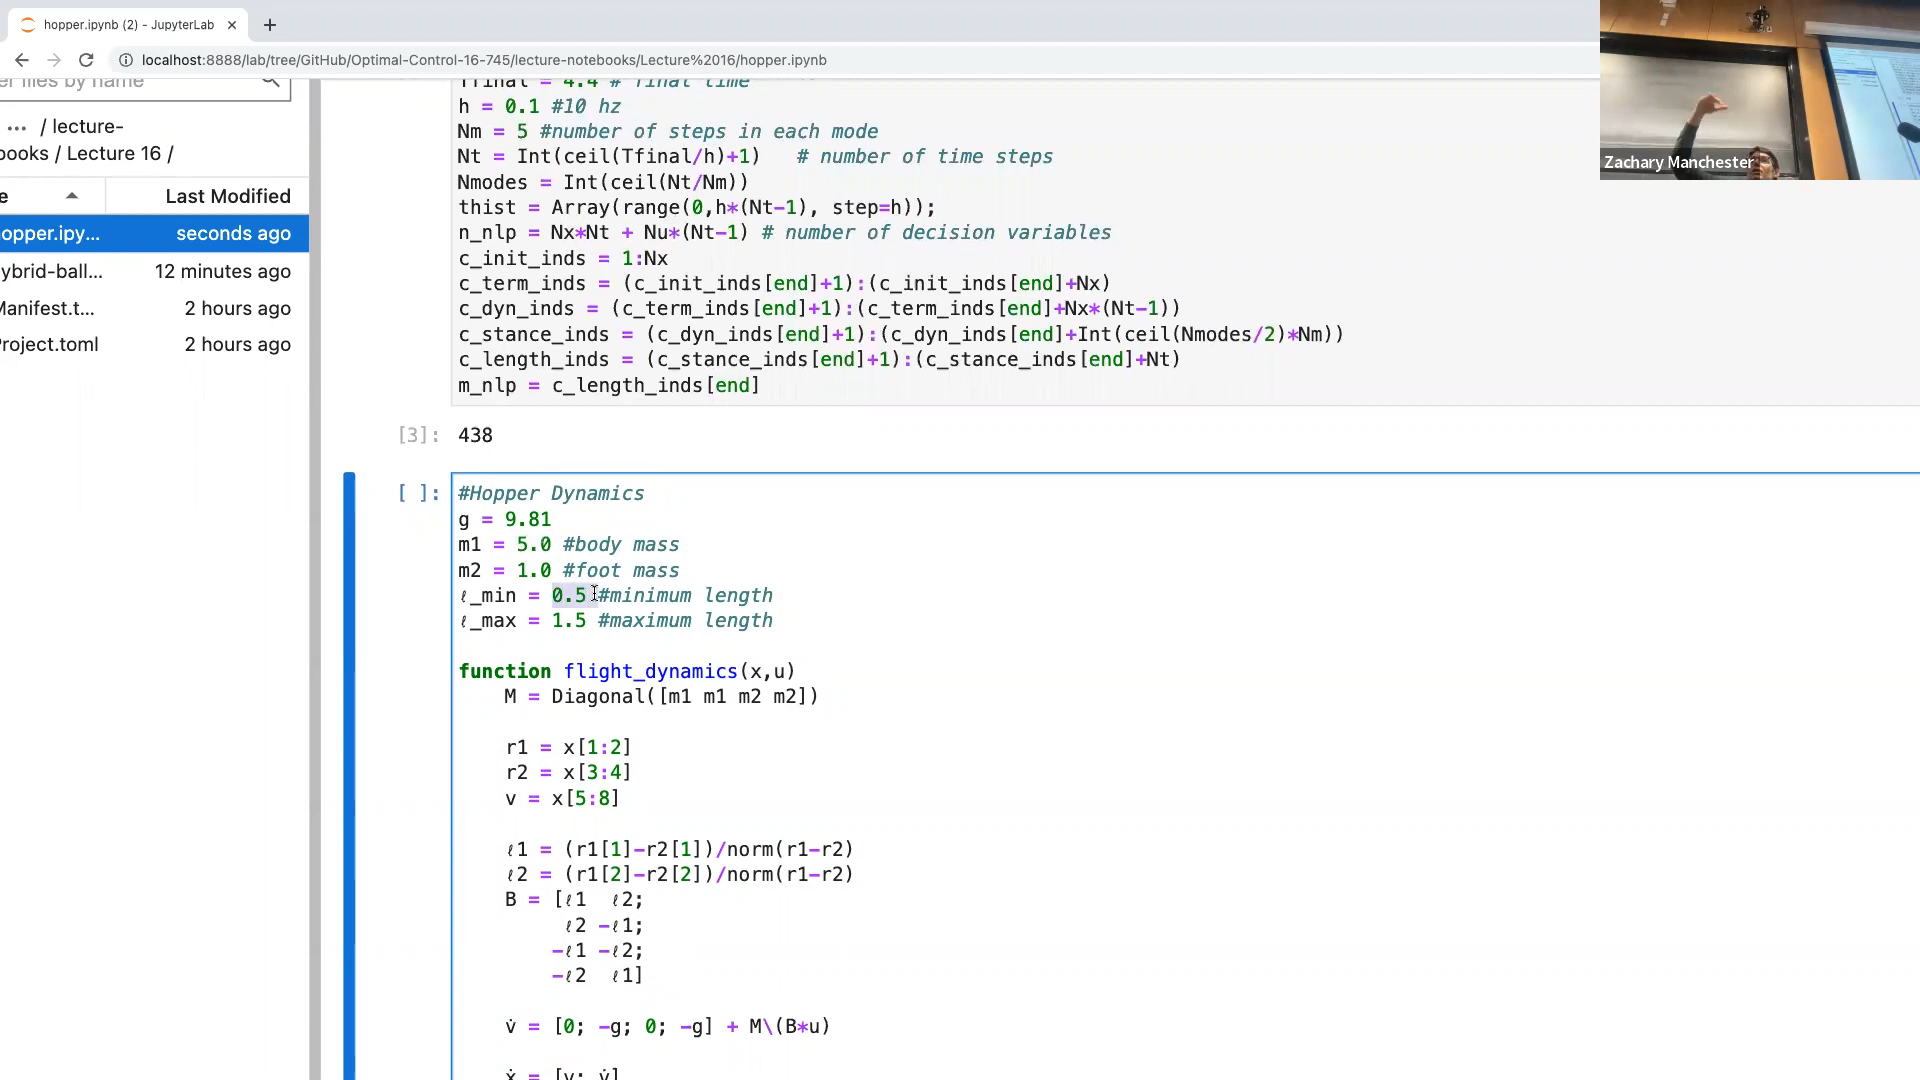 hopper.ipynb (2) - JupyterLab
localhost:8888/lab/tree/GitHub/Optimal-Control-16-745/lecture-notebooks/Lecture%2016/hopper.ipynb
er files by name
... / lecture-
books / Lecture 16 /
e Last Modified
opper.ipy... seconds ago
ybrid-ball... 12 minutes ago
Manifest.t... 2 hours ago
roject.toml 2 hours ago
Tfinal = 4.4 # final time
h = 0.1 #10 hz
Nm = 5 #number of steps in each mode
Nt = Int(ceil(Tfinal/h)+1) # number of time steps
Nmodes = Int(ceil(Nt/Nm))
thist = Array(range(0,h*(Nt-1), step=h));
n_nlp = Nx*Nt + Nu*(Nt-1) # number of decision variables
c_init_inds = 1:Nx
c_term_inds = (c_init_inds[end]+1):(c_init_inds[end]+Nx)
c_dyn_inds = (c_term_inds[end]+1):(c_term_inds[end]+Nx*(Nt-1))
c_stance_inds = (c_dyn_inds[end]+1):(c_dyn_inds[end]+Int(ceil(Nmodes/2)*Nm))
c_length_inds = (c_stance_inds[end]+1):(c_stance_inds[end]+Nt)
m_nlp = c_length_inds[end]
[3]: 438
[ ]: #Hopper Dynamics
g = 9.81
m1 = 5.0 #body mass
m2 = 1.0 #foot mass
ℓ_min = 0.5 #minimum length
ℓ_max = 1.5 #maximum length
function flight_dynamics(x,u)
M = Diagonal([m1 m1 m2 m2])
r1 = x[1:2]
r2 = x[3:4]
v = x[5:8]
ℓ1 = (r1[1]-r2[1])/norm(r1-r2)
ℓ2 = (r1[2]-r2[2])/norm(r1-r2)
B = [ℓ1 ℓ2;
ℓ2 -ℓ1;
-ℓ1 -ℓ2;
-ℓ2 ℓ1]
v̇ = [0; -g; 0; -g] + M\(B*u)
ẋ = [v; v̇]
Zachary Manchester